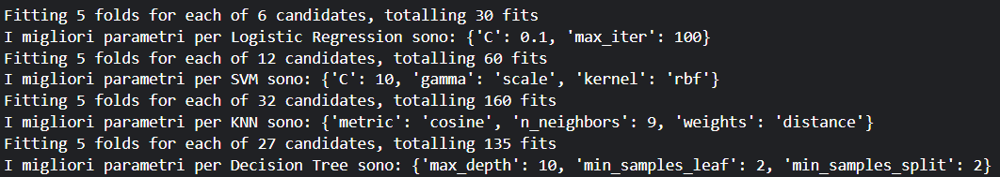 Fitting 5 folds for each of 6 candidates, totalling 30 fits
I migliori parametri per Logistic Regression sono: {'C': 0.1, 'max_iter': 100}
Fitting 5 folds for each of 12 candidates, totalling 60 fits
I migliori parametri per SVM sono: {'C': 10, 'gamma': 'scale', 'kernel': 'rbf'}
Fitting 5 folds for each of 32 candidates, totalling 160 fits
I migliori parametri per KNN sono: {'metric': 'cosine', 'n_neighbors': 9, 'weights': 'distance'}
Fitting 5 folds for each of 27 candidates, totalling 135 fits
I migliori parametri per Decision Tree sono: {'max_depth': 10, 'min_samples_leaf': 2, 'min_samples_split': 2}